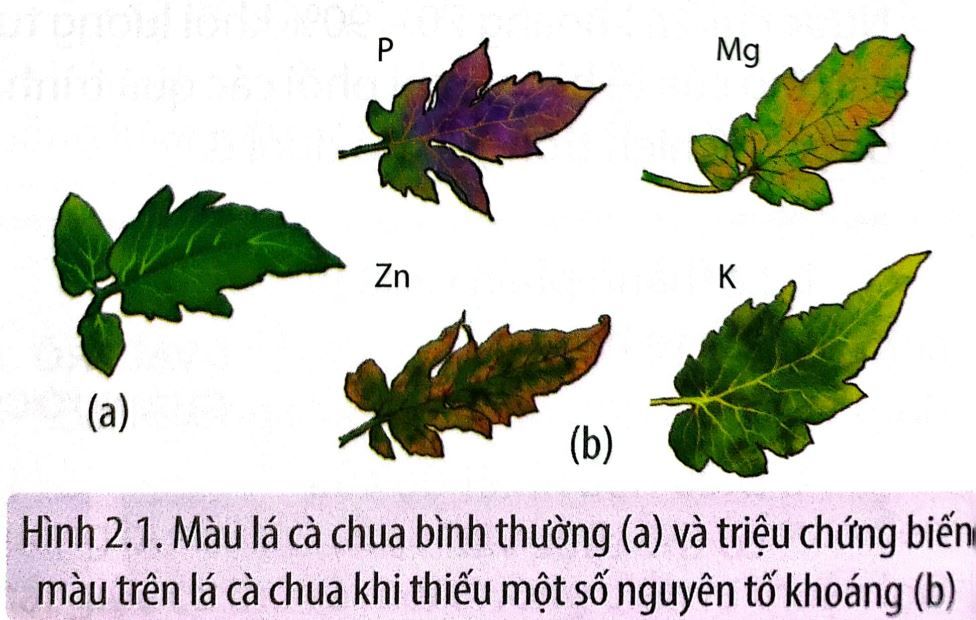 P
Mg
Zn
K
(a)
(b)
Hình 2.1. Màu lá cà chua bình thường (a) và triệu chứng biến
màu trên lá cà chua khi thiếu một số nguyên tố khoáng (b)